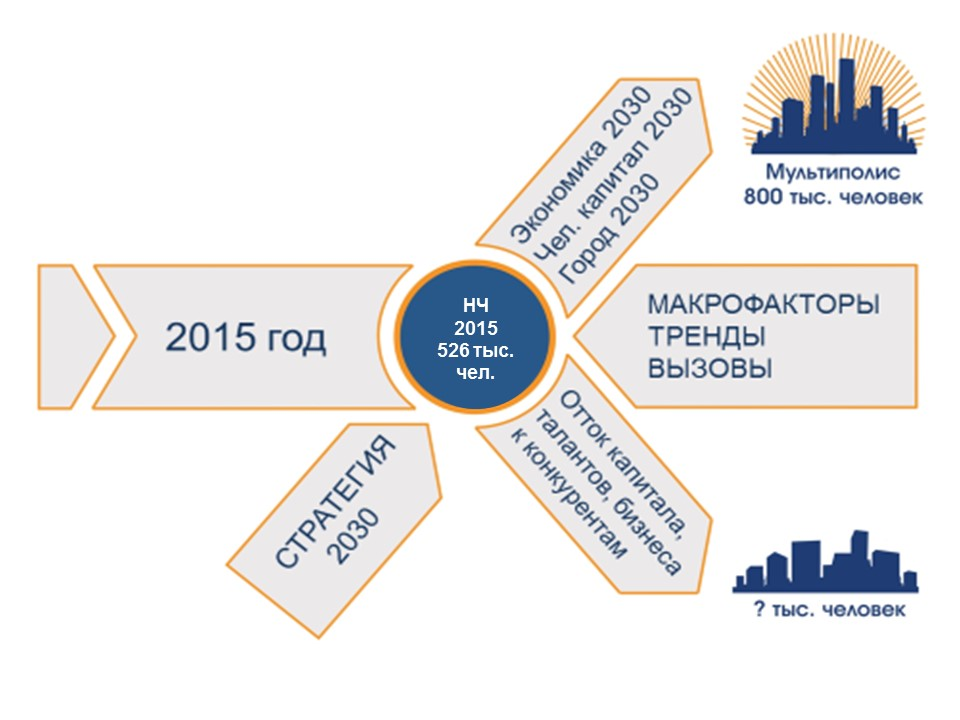 Экономика 2030
Чел. капитал 2030
Город 2030
Мультиполис
800 тыс. человек
2015 год
НЧ
2015
526 тыс.
чел.
МАКРОФАКТОРЫ
ТРЕНДЫ
ВЫЗОВЫ
СТРАТЕГИЯ
2030
Отток капитала,
талантов, бизнеса
к конкурентам
? тыс. человек